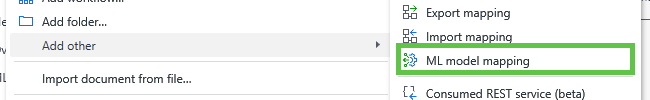 Add workflow...
Add folder...
Add other
Import document from file...
Export mapping
Import mapping
ML model mapping
Consumed REST service (beta)